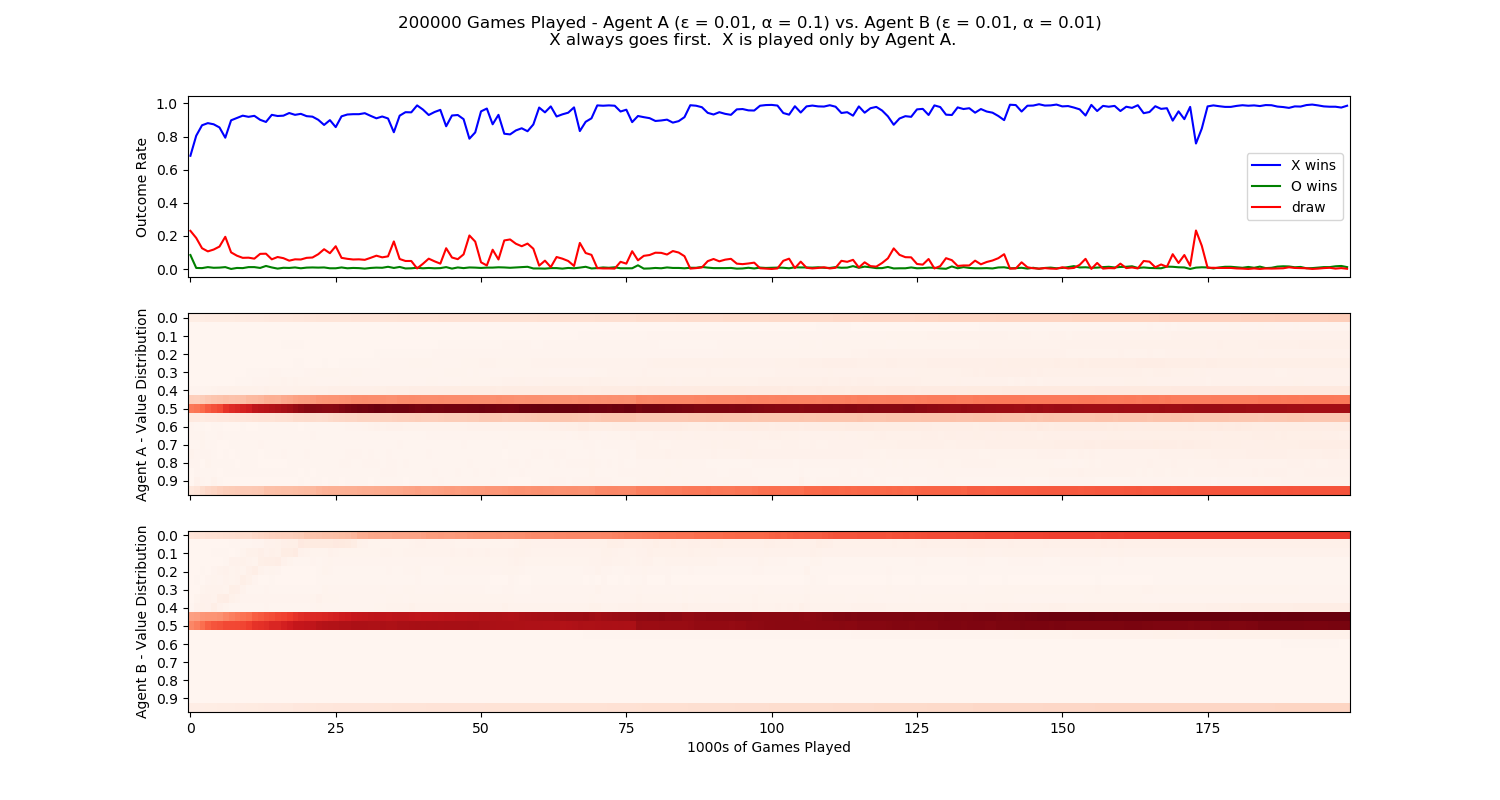 200000 Games Played - Agent A (ε = 0.01, α = 0.1) vs. Agent B (ε = 0.01, α = 0.01)
X always goes first.  X is played only by Agent A.
Outcome Rate
1.0
0.8
0.6
0.4
0.2
0.0
X wins
O wins
draw
Agent A - Value Distribution
0.0
0.1
0.2
0.3
0.4
0.5
0.6
0.7
0.8
0.9
Agent B - Value Distribution
0.0
0.1
0.2
0.3
0.4
0.5
0.6
0.7
0.8
0.9
0 25 50 75 100 125 150 175
1000s of Games Played